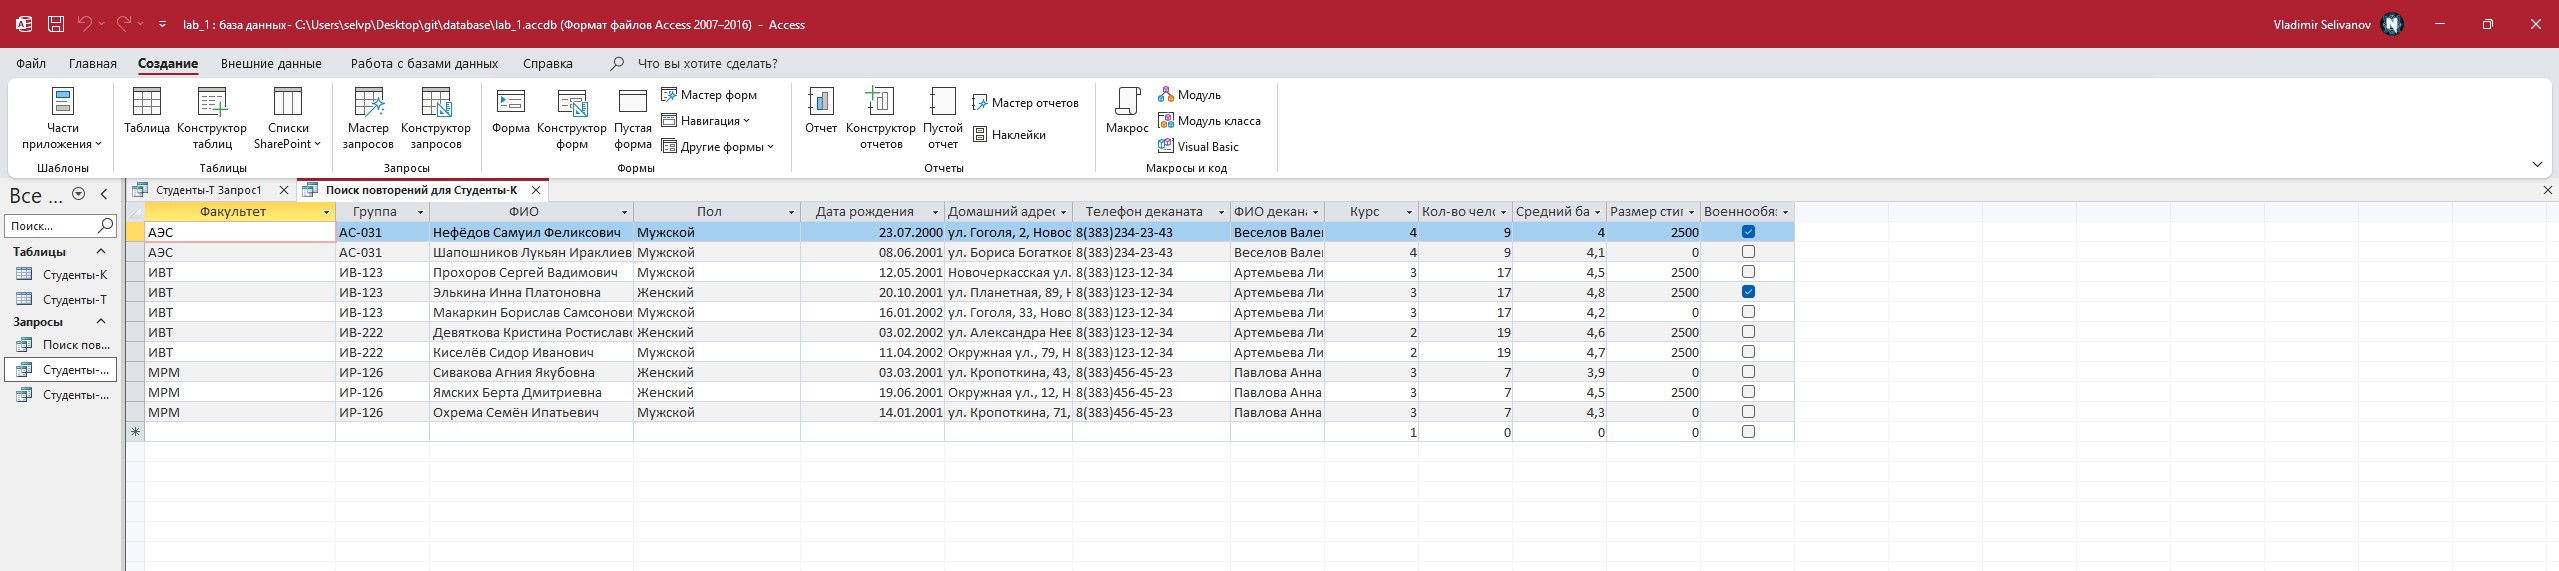 lab_1 : база данных- C:\Users\selvp\Desktop\git\database\lab_1.accdb (Формат файлов Access 2007–2016) - Access
Vladimir Selivanov
Файл Главная Создание Внешние данные Работа с базами данных Справка Что вы хотите сделать?
Части приложения
Шаблоны
Таблица
Конструктор таблиц
Списки SharePoint
Таблицы
Мастер запросов
Конструктор запросов
Запросы
Форма
Конструктор форм
Пустая форма
Мастер форм
Навигация
Другие формы
Формы
Отчет
Конструктор отчетов
Пустой отчет
Мастер отчетов
Наклейки
Отчеты
Макрос
Модуль
Модуль класса
Visual Basic
Макросы и код
Все ...
Поиск...
Таблицы
Студенты-К
Студенты-Т
Запросы
Поиск пов...
Студенты-...
Студенты-...
Студенты-Т Запрос1
Поиск повторений для Студенты-К
Факультет Группа ФИО Пол Дата рождения Домашний адрес Телефон деканата ФИО декан Курс Кол-во чело Средний ба Размер стип Военнообя
АЭС АС-031 Нефёдов Самуил Феликсович Мужской 23.07.2000 ул. Гоголя, 2, Новос 8(383)234-23-43 Веселов Вале 4 9 4 2500
АЭС АС-031 Шапошников Лукьян Ираклиев Мужской 08.06.2001 ул. Бориса Богатков 8(383)234-23-43 Веселов Вале 4 9 4,1 0
ИВТ ИВ-123 Прохоров Сергей Вадимович Мужской 12.05.2001 Новочеркасская ул. 8(383)123-12-34 Артемьева Ли 3 17 4,5 2500
ИВТ ИВ-123 Элькина Инна Платоновна Женский 20.10.2001 ул. Планетная, 89, Н 8(383)123-12-34 Артемьева Ли 3 17 4,8 2500
ИВТ ИВ-123 Макаркин Борислав Самсонови Мужской 16.01.2002 ул. Гоголя, 33, Ново 8(383)123-12-34 Артемьева Ли 3 17 4,2 0
ИВТ ИВ-222 Девяткова Кристина Ростислав Женский 03.02.2002 ул. Александра Нев 8(383)123-12-34 Артемьева Ли 2 19 4,6 2500
ИВТ ИВ-222 Киселёв Сидор Иванович Мужской 11.04.2002 Окружная ул., 79, Н 8(383)123-12-34 Артемьева Ли 2 19 4,7 2500
МРМ ИР-126 Сивакова Агния Якубовна Женский 03.03.2001 ул. Кропоткина, 43, 8(383)456-45-23 Павлова Анна 3 7 3,9 0
МРМ ИР-126 Ямских Берта Дмитриевна Женский 19.06.2001 Окружная ул., 12, Н 8(383)456-45-23 Павлова Анна 3 7 4,5 2500
МРМ ИР-126 Охрема Семён Ипатьевич Мужской 14.01.2001 ул. Кропоткина, 71, 8(383)456-45-23 Павлова Анна 3 7 4,3 0
1 0 0 0